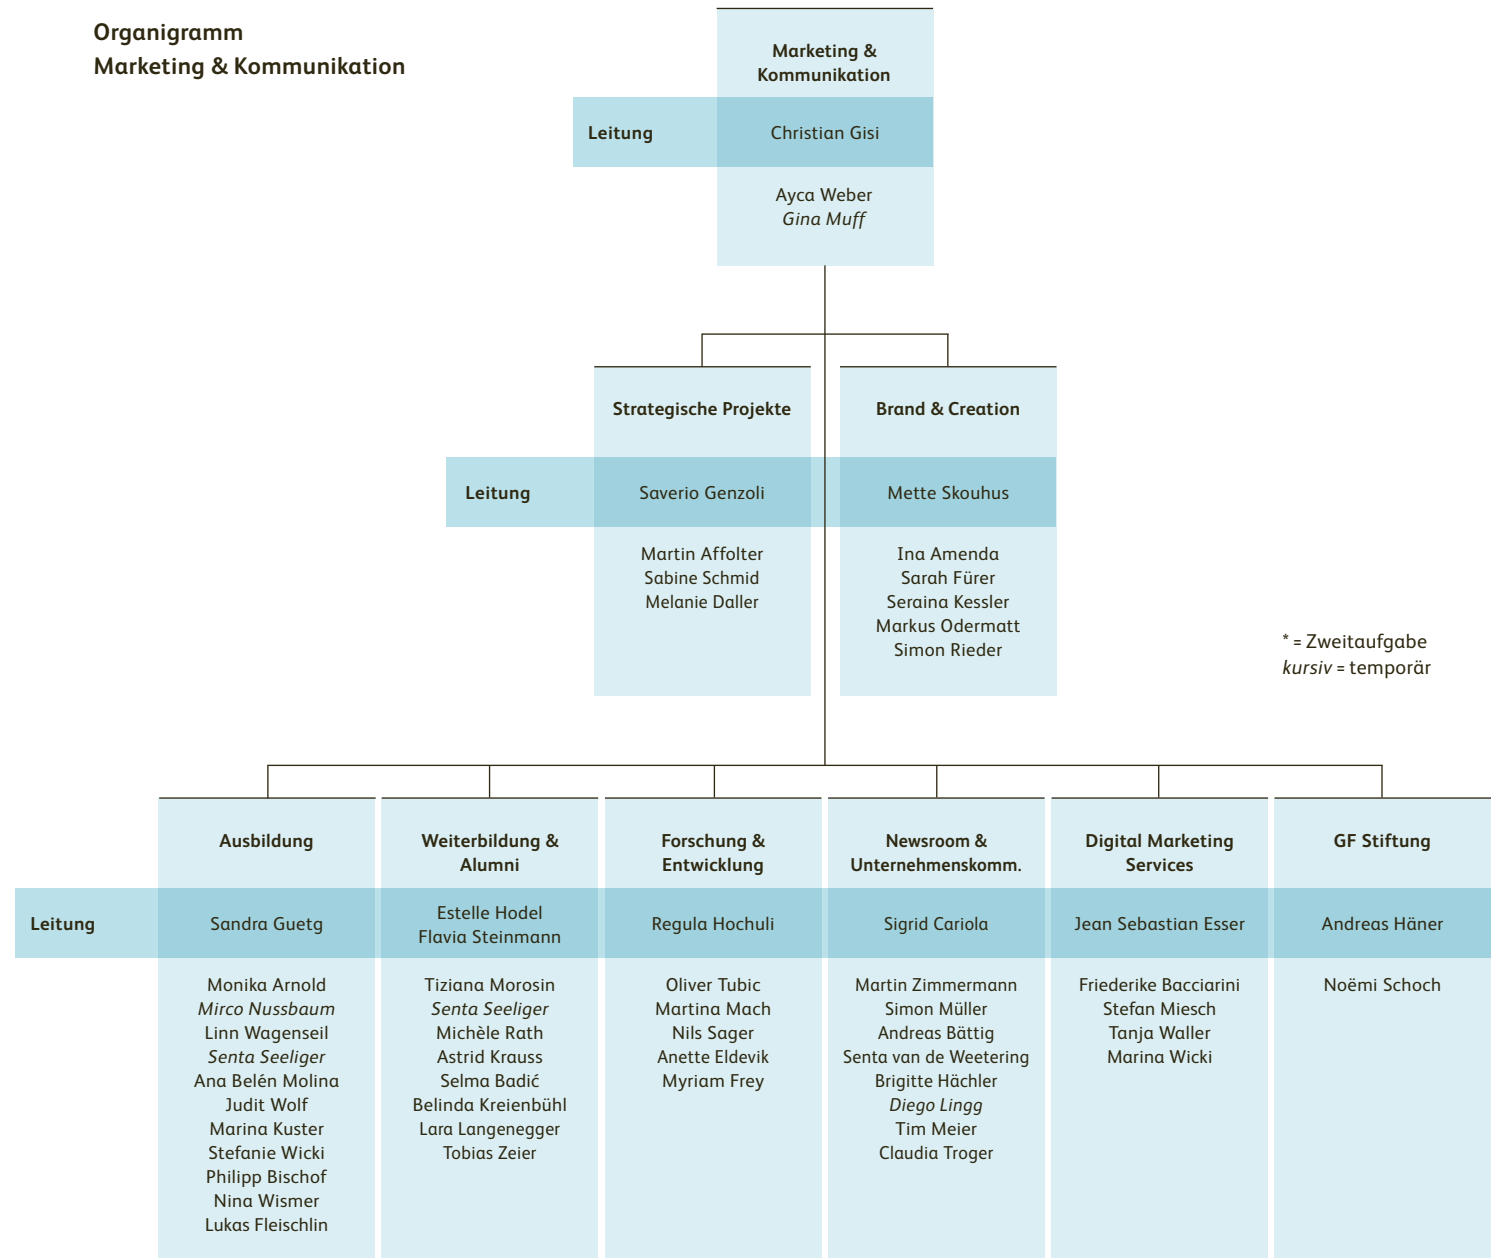 Organigramm
Marketing & Kommunikation
Marketing &
Kommunikation
Leitung
Christian Gisi
Ayca Weber
Gina Muff
Strategische Projekte
Brand & Creation
Leitung
Saverio Genzoli
Mette Skouhus
Martin Affolter
Sabine Schmid
Melanie Daller
Ina Amenda
Sarah Fürer
Seraina Kessler
Markus Odermatt
Simon Rieder
* = Zweitaufgabe
kursiv = temporär
Leitung
Ausbildung
Sandra Guetg
Monika Arnold
Mirco Nussbaum
Linn Wagenseil
Senta Seeliger
Ana Belén Molina
Judit Wolf
Marina Kuster
Stefanie Wicki
Philipp Bischof
Nina Wismer
Lukas Fleischlin
Weiterbildung &
Alumni
Estelle Hodel
Flavia Steinmann
Tiziana Morosin
Senta Seeliger
Michèle Rath
Astrid Krauss
Selma Badić
Belinda Kreienbühl
Lara Langenegger
Tobias Zeier
Forschung &
Entwicklung
Regula Hochuli
Oliver Tubic
Martina Mach
Nils Sager
Anette Eldevik
Myriam Frey
Newsroom &
Unternehmenskomm.
Sigrid Cariola
Martin Zimmermann
Simon Müller
Andreas Bättig
Senta van de Weetering
Brigitte Hächler
Diego Lingg
Tim Meier
Claudia Troger
Digital Marketing
Services
Jean Sebastian Esser
Friederike Bacciarini
Stefan Miesch
Tanja Waller
Marina Wicki
GF Stiftung
Andreas Häner
Noëmi Schoch